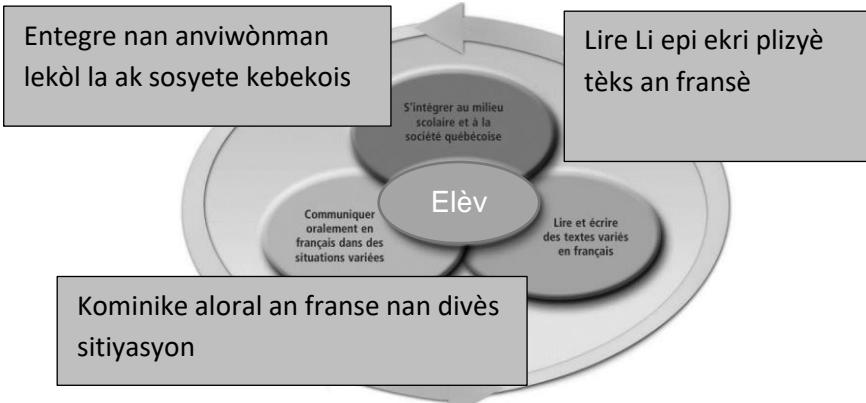 Entegre nan anviwònman
lekòl la ak sosyete kebekois
Lire Li epi ekri plizyè
tèks an fransè
S'intégrer au milieu
scolaire et à la
société québécoise
Elèv
Communiquer
oralement en
français dans des
situations variées
Lire et écrire
des textes variés
en français
Kominike aloral an franse nan divès
sitiyasyon